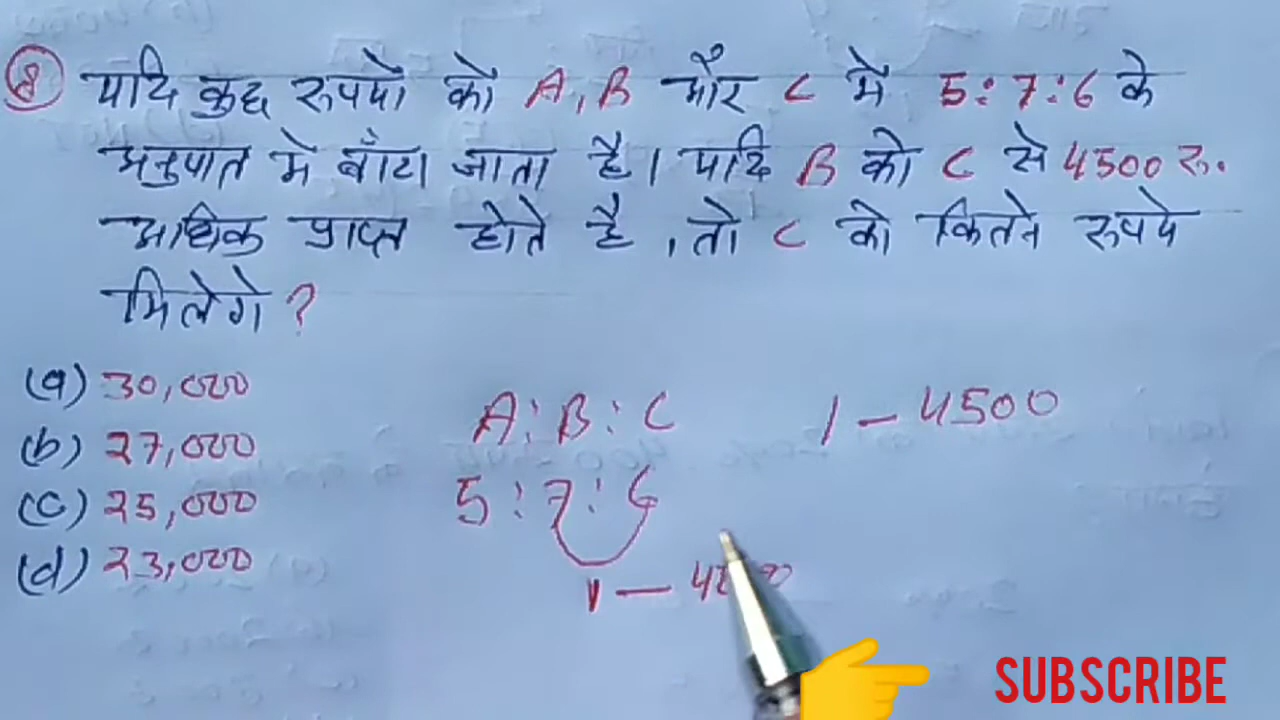 8 यदि कुछ रूपयो को A, B और C मे 5:7:6 के
अनुपात मे बाँटा जाता है। यदि B को C से 4500 रु.
अधिक प्राप्त होते है, तो C को कितने रूपये
मिलेगे ?
(a) 30,000
(b) 27,000
(c) 25,000
(d) 23,000
A : B : C
1 - 4500
5 : 7 : 6
1 —
SUBSCRIBE